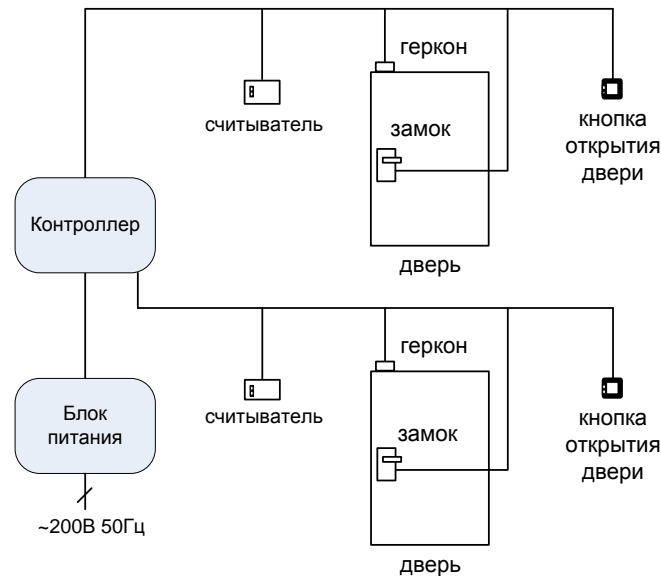 геркон
считыватель
замок
кнопка
открытия
двери
Контроллер
дверь
геркон
считыватель
замок
кнопка
открытия
двери
Блок
питания
~200В 50Гц
дверь